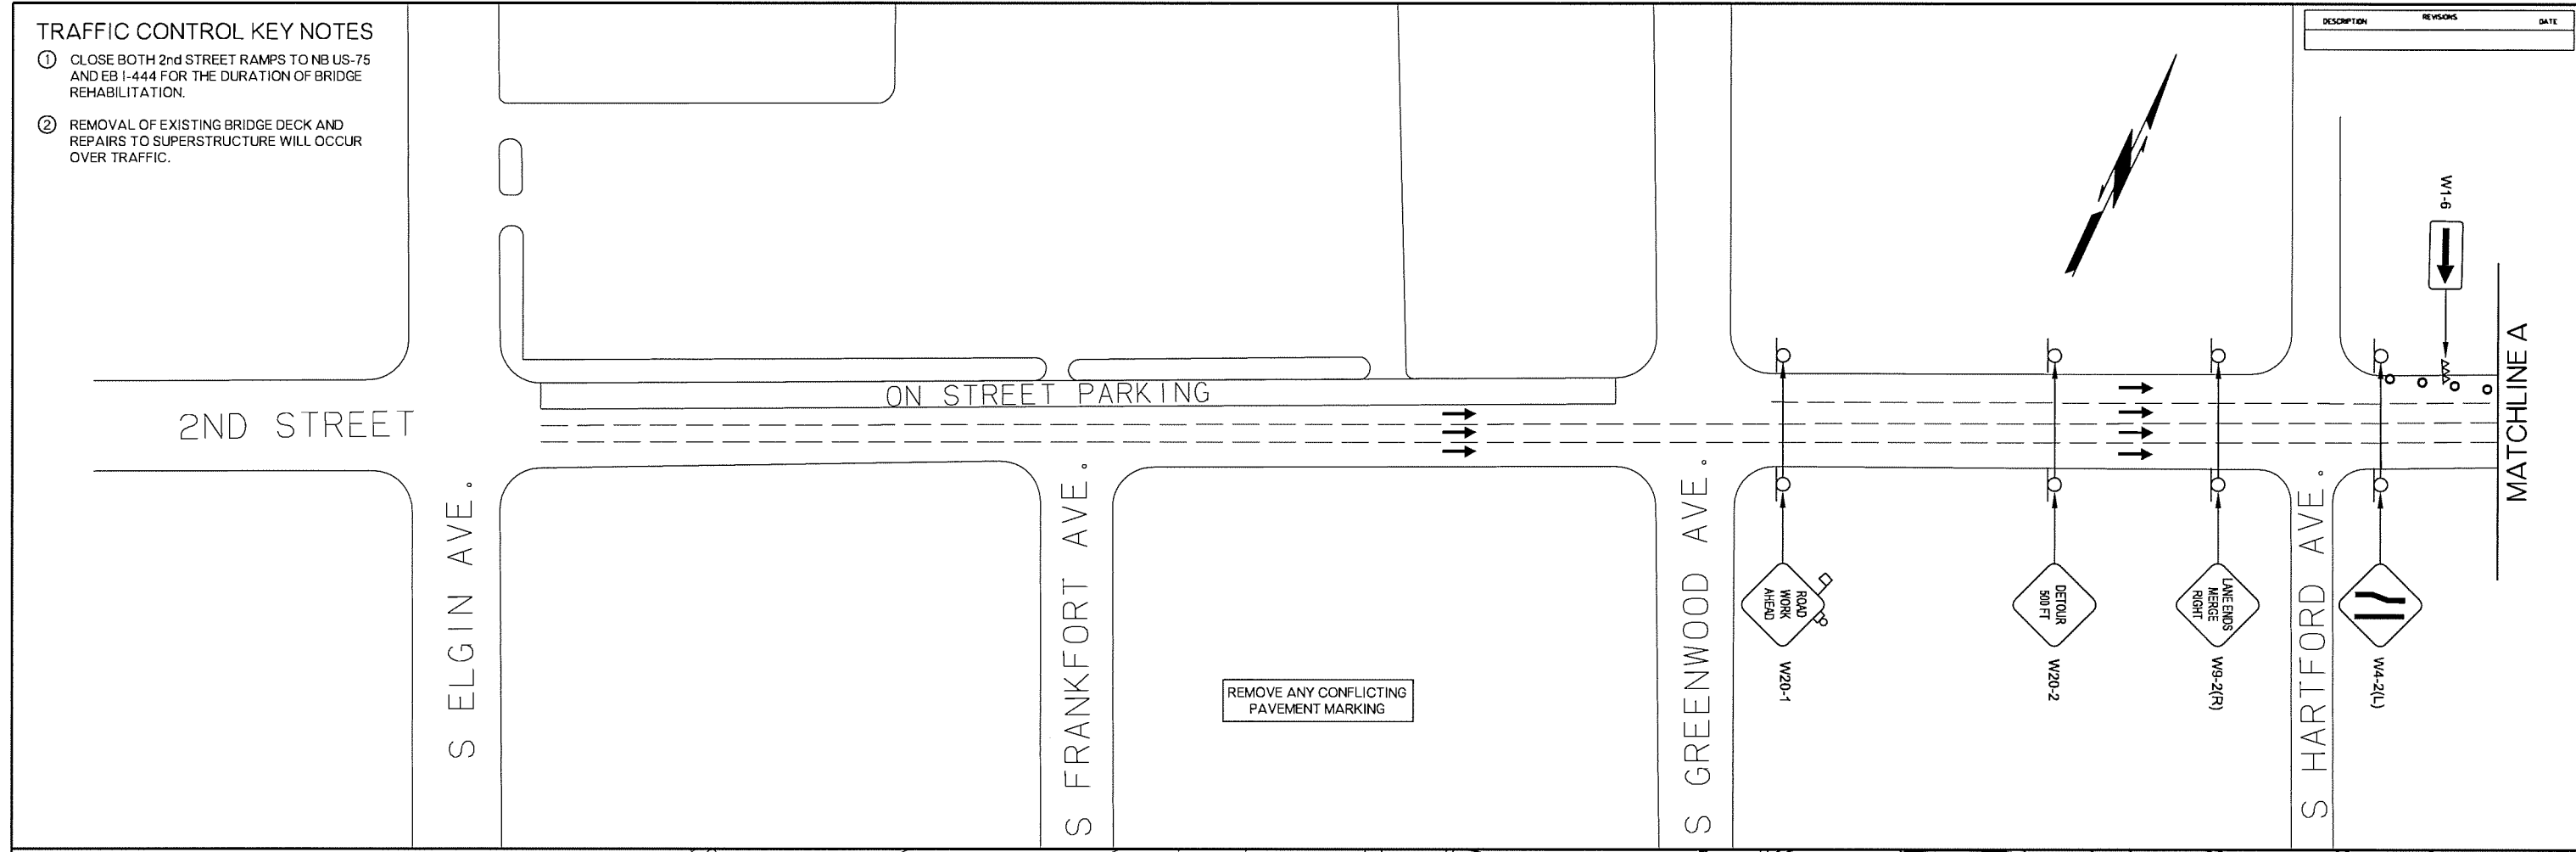 TRAFFIC CONTROL KEY NOTES
1 CLOSE BOTH 2nd STREET RAMPS TO NB US-75
AND EB I-444 FOR THE DURATION OF BRIDGE
REHABILITATION.
2 REMOVAL OF EXISTING BRIDGE DECK AND
REPAIRS TO SUPERSTRUCTURE WILL OCCUR
OVER TRAFFIC.
DESCRIPTION REVISIONS DATE
W1-6
MATCHLINE A
ON STREET PARKING
2ND STREET
S ELGIN AVE.
S FRANKFORT AVE.
S GREENWOOD AVE.
S HARTFORD AVE.
ROAD
WORK
AHEAD
W20-1
DETOUR
500 FT
W20-2
LANE ENDS
MERGE
RIGHT
W9-2(R)
W4-2(L)
REMOVE ANY CONFLICTING
PAVEMENT MARKING